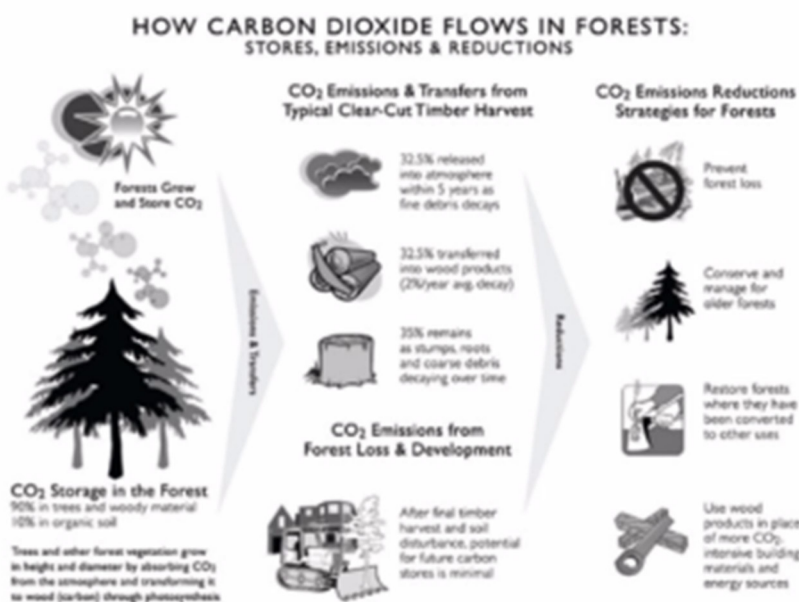 HOW CARBON DIOXIDE FLOWS IN FORESTS:
STORES, EMISSIONS & REDUCTIONS
Forests Grow
and Store CO2
CO2 Storage in the Forest
90% in trees and woody material
10% in organic soil
Trees and other forest vegetation grow
in height and diameter by absorbing CO2
from the atmosphere and transforming it
to wood (carbon) through photosynthesis
Emissions & Transfers
CO2 Emissions & Transfers from
Typical Clear-Cut Timber Harvest
32.5% released
into atmosphere
within 5 years as
fine debris decays
32.5% transferred
into wood products
(2%/year avg. decay)
35% remains
as stumps, roots
and coarse debris
decaying over time
CO2 Emissions from
Forest Loss & Development
After final timber
harvest and soil
disturbance, potential
for future carbon
stores is minimal
Reductions
CO2 Emissions Reductions
Strategies for Forests
Prevent
forest loss
Conserve and
manage for
older forests
Restore forests
where they have
been converted
to other uses
Use wood
products in place
of more CO2
intensive building
materials and
energy sources